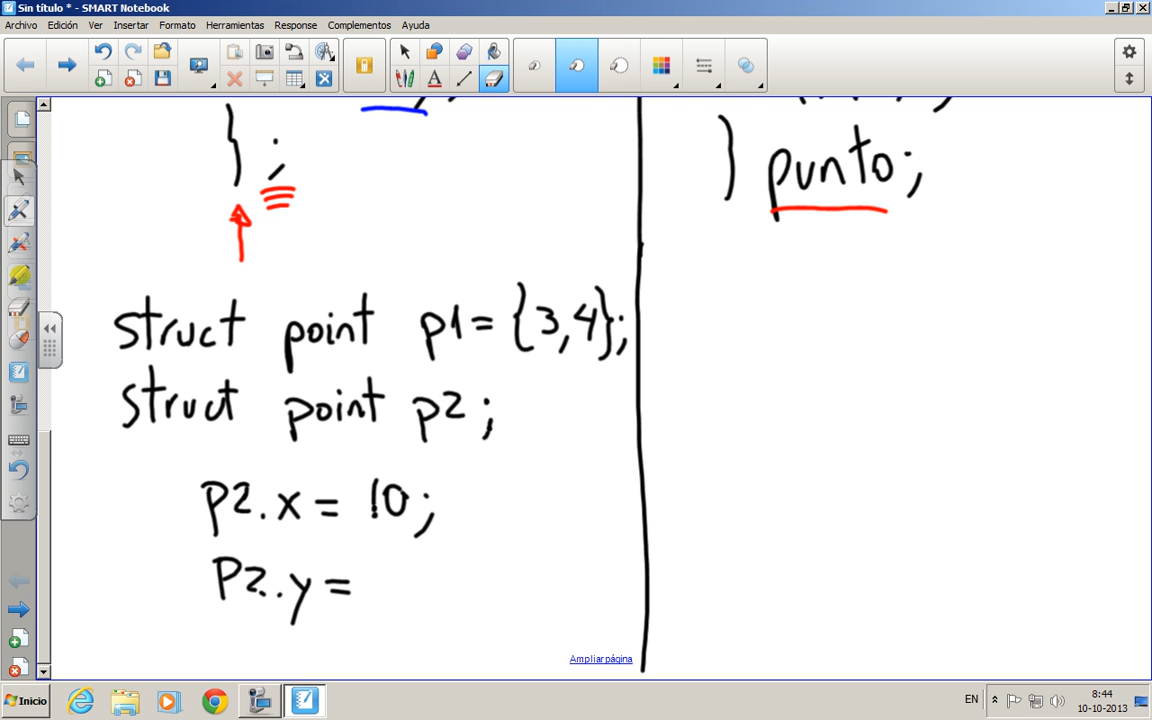 Sin título * - SMART Notebook
Archivo Edición Ver Insertar Formato Herramientas Response Complementos Ayuda
} ;
struct point p1 = {3,4};
struct point p2 ;
p2.x = 10;
P2.y =
} punto;
Ampliar página
Inicio
EN
8:44
10-10-2013